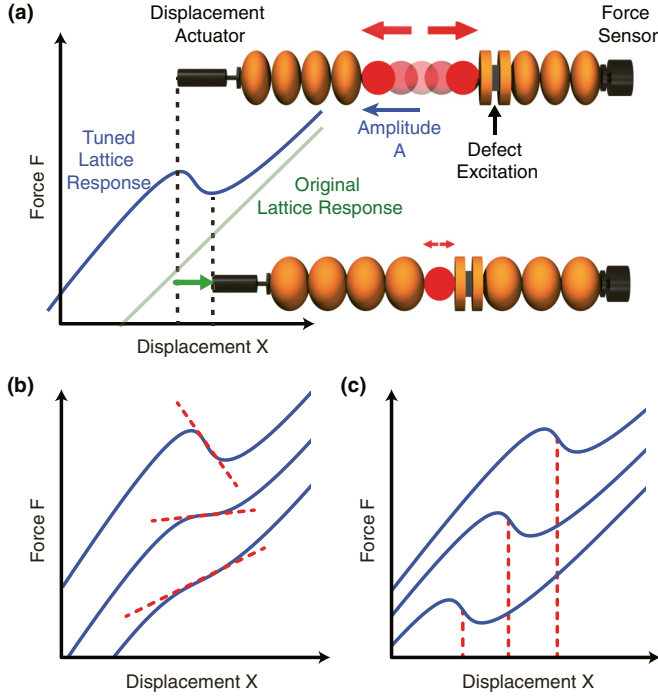 (a)
Displacement
Actuator
Force
Sensor
Amplitude
A
Defect
Excitation
Tuned
Lattice
Response
Original
Lattice Response
Force F
Displacement X
(b)
Force F
Displacement X
(c)
Force F
Displacement X